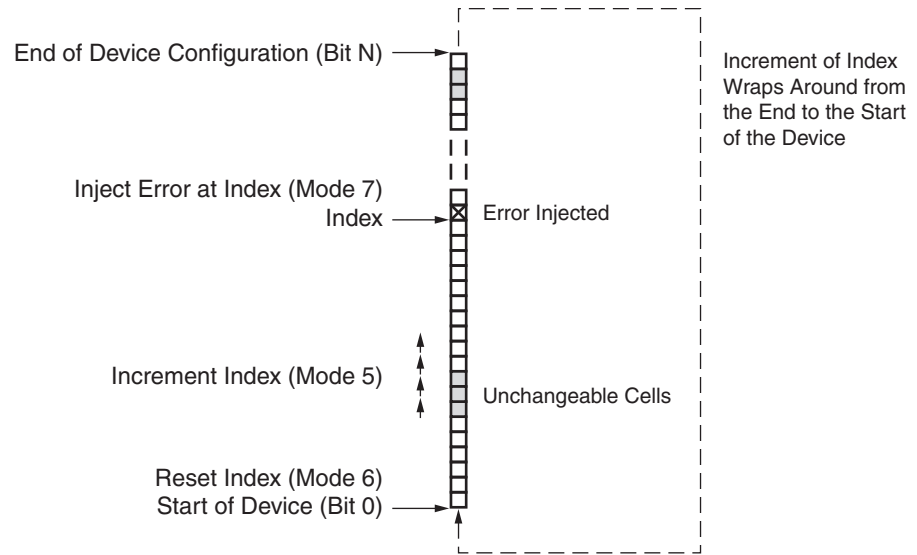 End of Device Configuration (Bit N)
Increment of Index
Wraps Around from
the End to the Start
of the Device
Inject Error at Index (Mode 7)
Index
Error Injected
Increment Index (Mode 5)
Unchangeable Cells
Reset Index (Mode 6)
Start of Device (Bit 0)